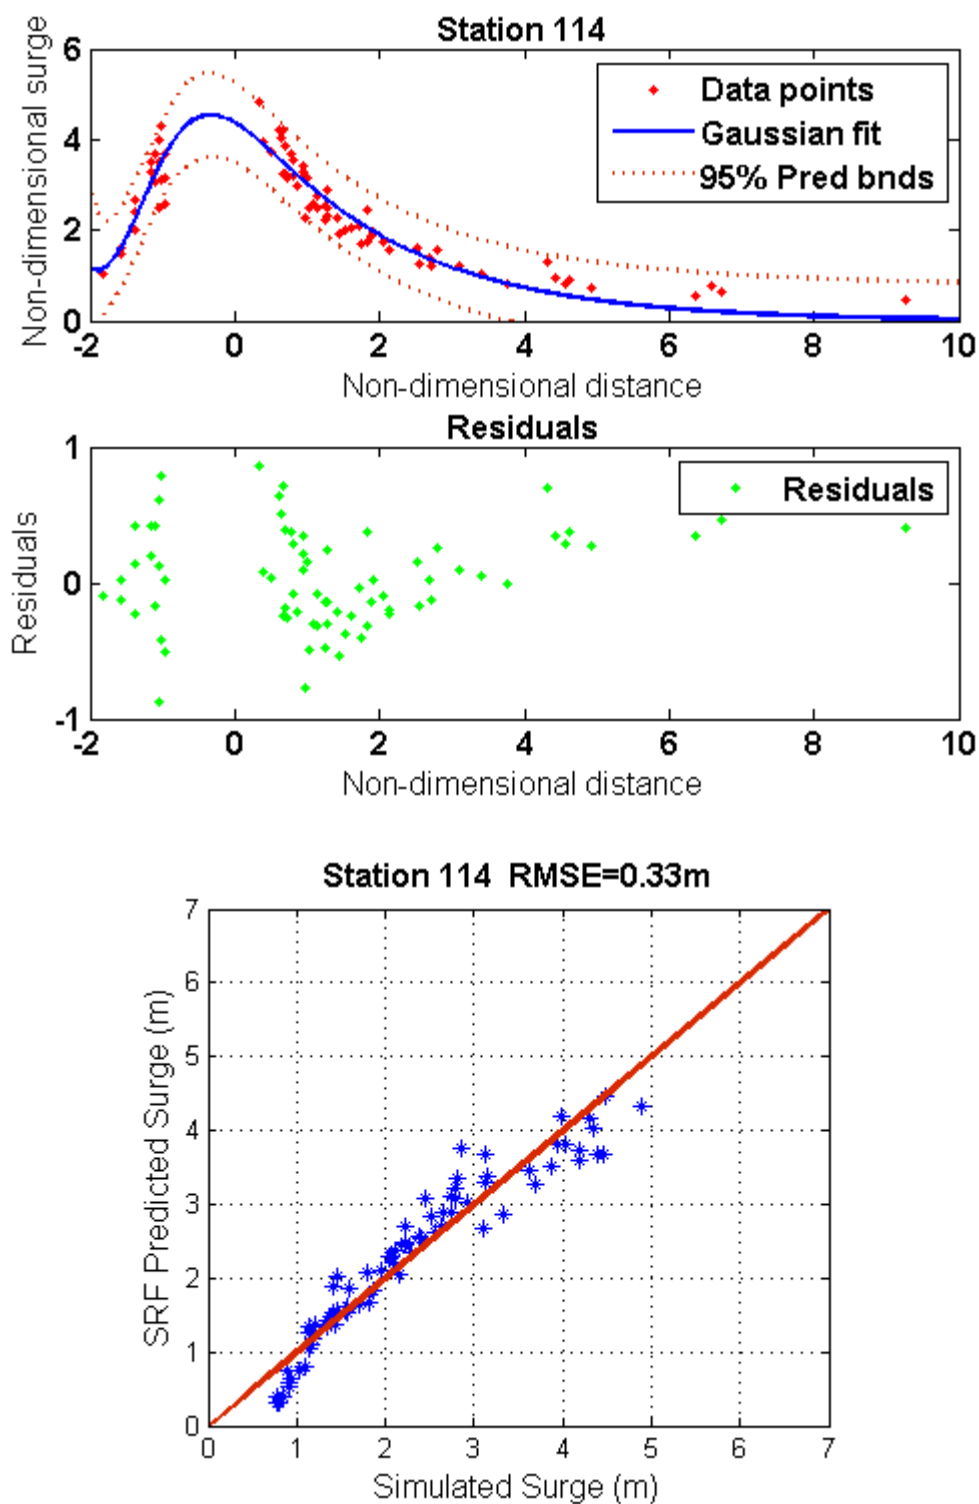 Station 114
Non-dimensional surge
6
4
2
0
Data points
Gaussian fit
95% Pred bnds
-2 0 2 4 6 8 10
Non-dimensional distance
Residuals
Residuals
1
0
-1
Residuals
-2 0 2 4 6 8 10
Non-dimensional distance
Station 114 RMSE=0.33m
SRF Predicted Surge (m)
7
6
5
4
3
2
1
0
0 1 2 3 4 5 6 7
Simulated Surge (m)